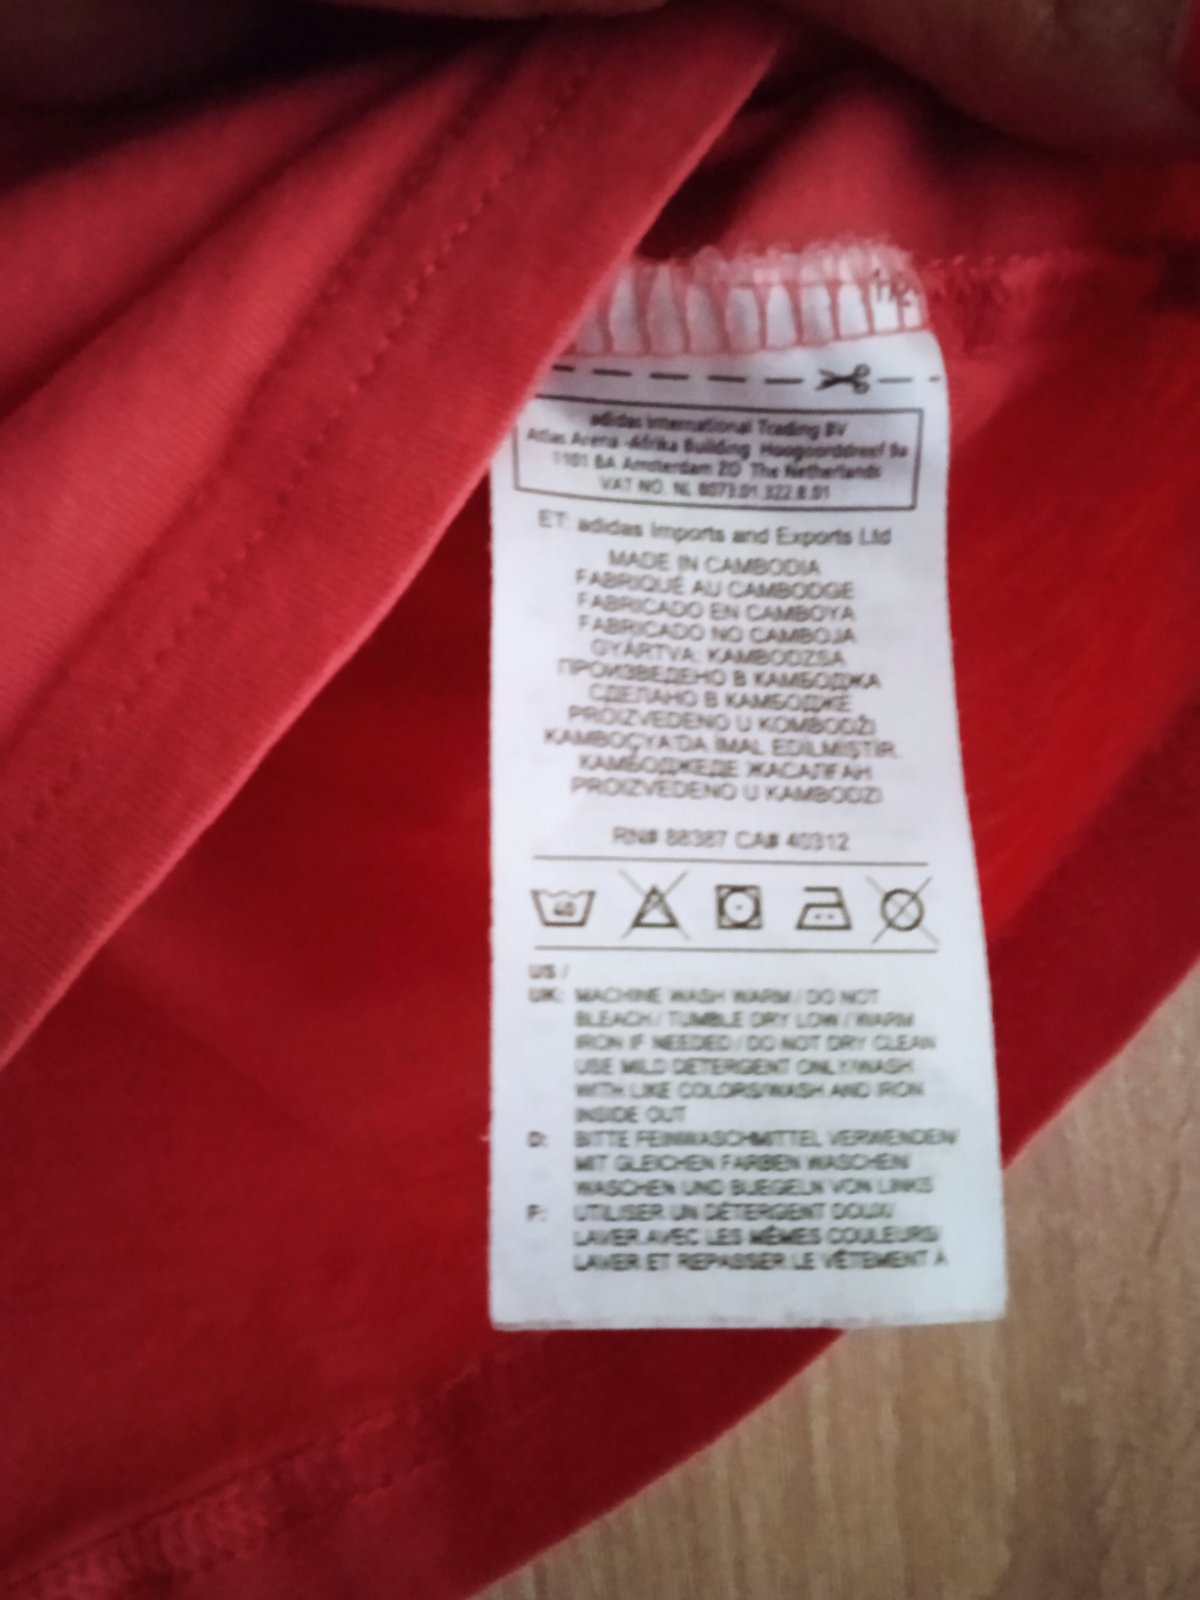 adidas International Trading BV
Atlas Arena -Afrika Building Hoogoorddreef 9a
1101 BA Amsterdam ZO The Netherlands
VAT NO. NL 8073.01.322.B.01
ET: adidas Imports and Exports Ltd
MADE IN CAMBODIA
FABRIQUÉ AU CAMBODGE
FABRICADO EN CAMBOYA
FABRICADO NO CAMBOJA
GYÁRTVA: KAMBODZSA
ПРОИЗВЕДЕНО В КАМБОДЖА
СДЕЛАНО В КАМБОДЖЕ
PROIZVEDENO U KOMBODŽI
KAMBOÇYA'DA İMAL EDİLMİŞTİR.
КАМБОДЖЕДЕ ЖАСАЛҒАН
PROIZVEDENO U KAMBODŽI
RN# 88387 CA# 40312
40
US /
UK: MACHINE WASH WARM / DO NOT
BLEACH / TUMBLE DRY LOW / WARM
IRON IF NEEDED / DO NOT DRY CLEAN
USE MILD DETERGENT ONLY/WASH
WITH LIKE COLORS/WASH AND IRON
INSIDE OUT
D: BITTE FEINWASCHMITTEL VERWENDEN/
MIT GLEICHEN FARBEN WASCHEN/
WASCHEN UND BUEGELN VON LINKS
F: UTILISER UN DÉTERGENT DOUX/
LAVER AVEC LES MÊMES COULEURS/
LAVER ET REPASSER LE VÊTEMENT À